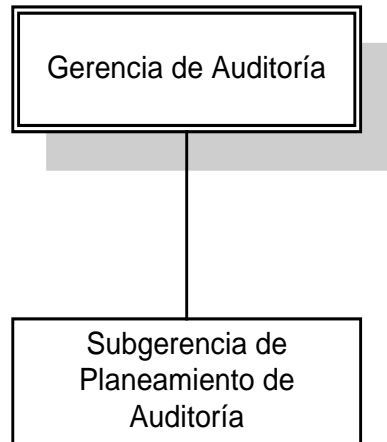 Gerencia de Auditoría
Subgerencia de
Planeamiento de
Auditoría